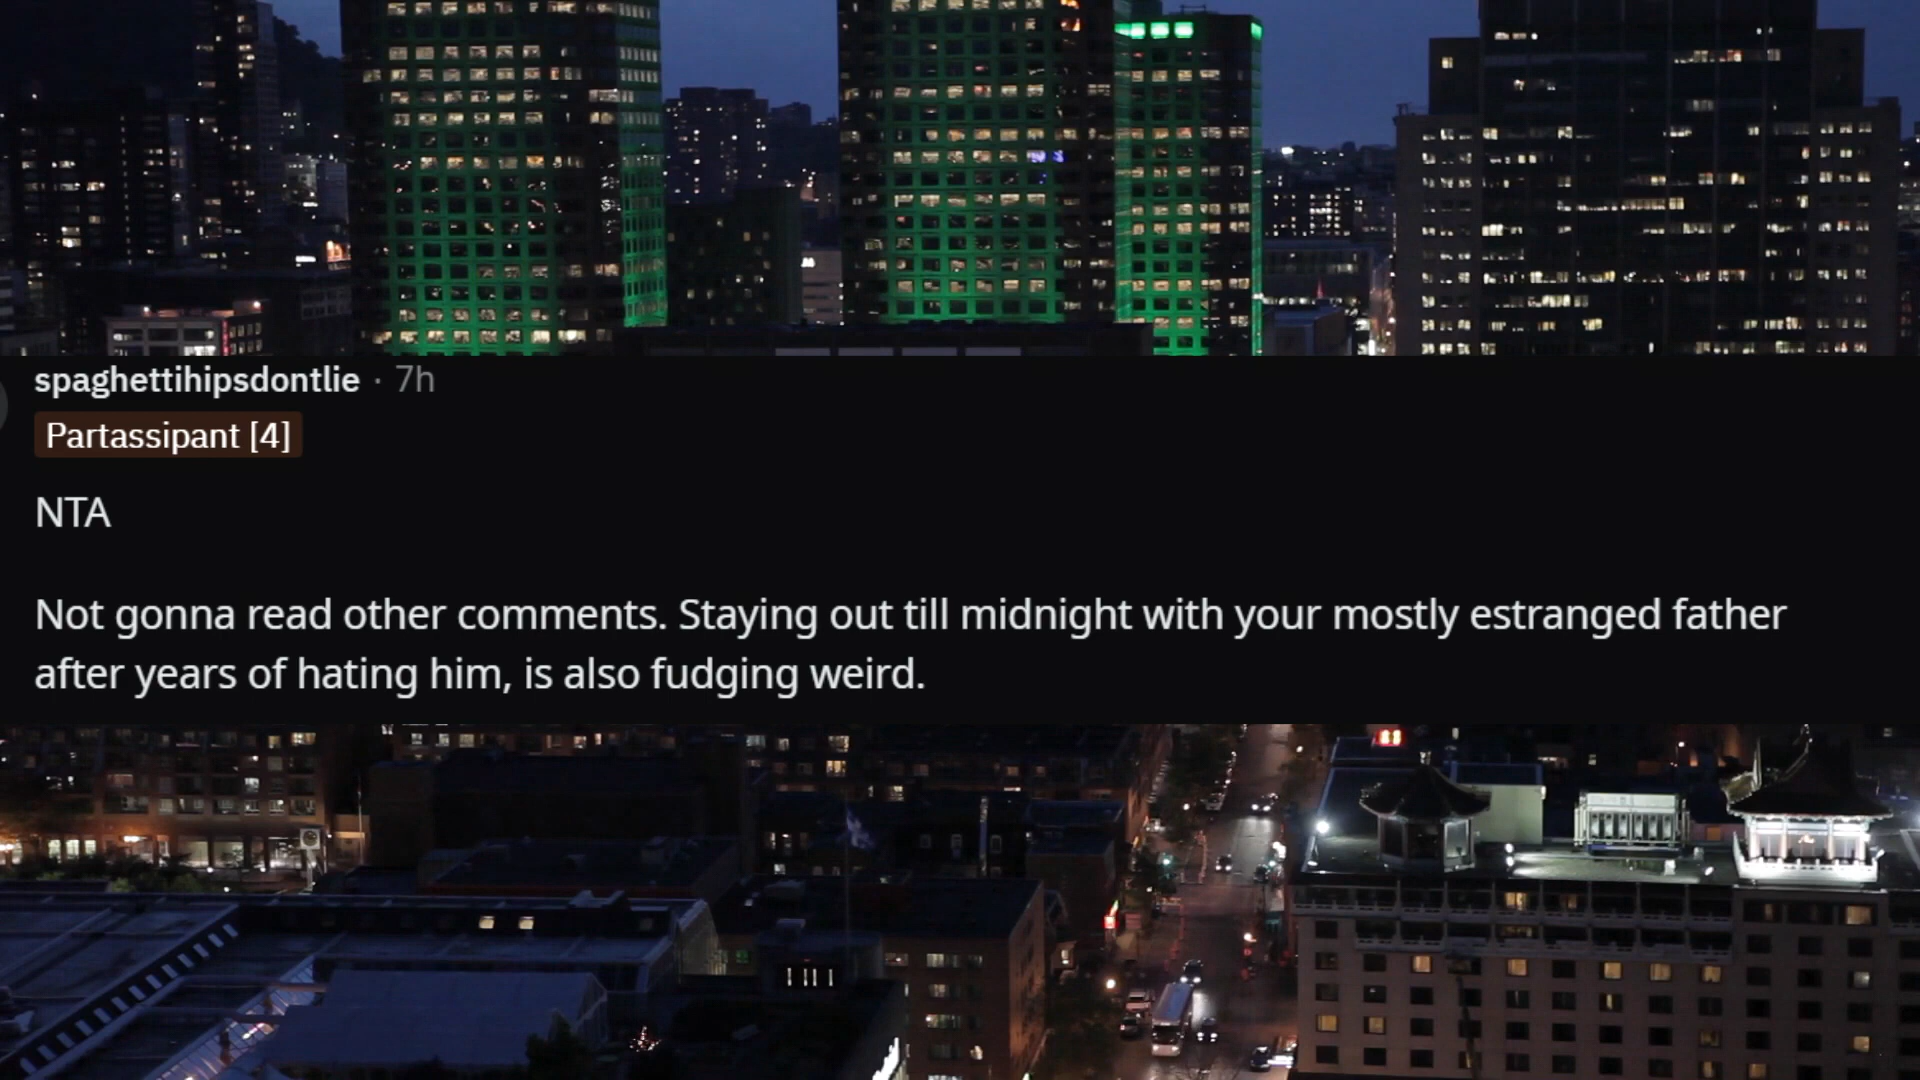 spaghettihipsdontlie · 7h
Partassipant [4]
NTA
Not gonna read other comments. Staying out till midnight with your mostly estranged father
after years of hating him, is also fudging weird.